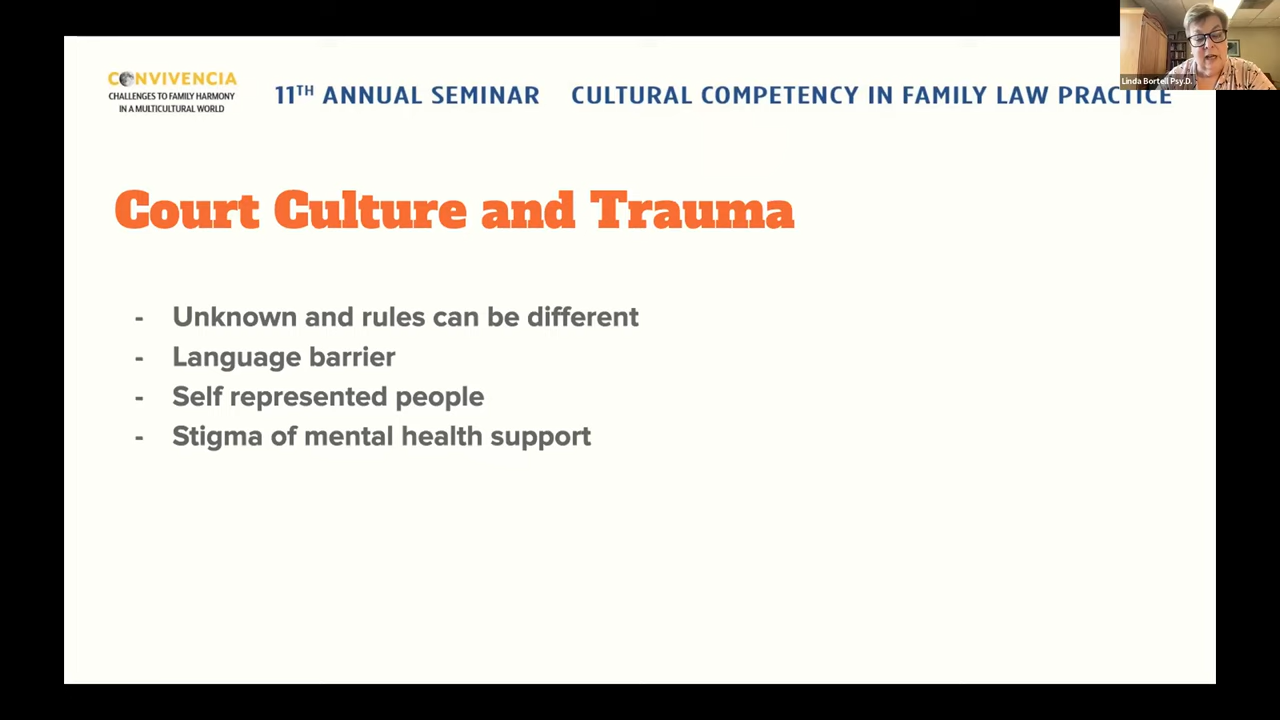 CONVIVENCIA
CHALLENGES TO FAMILY HARMONY
IN A MULTICULTURAL WORLD
11TH ANNUAL SEMINAR CULTURAL COMPETENCY IN FAMILY LAW PRACTICE
Linda Bortell Psy.D.
Court Culture and Trauma
- Unknown and rules can be different
- Language barrier
- Self represented people
- Stigma of mental health support